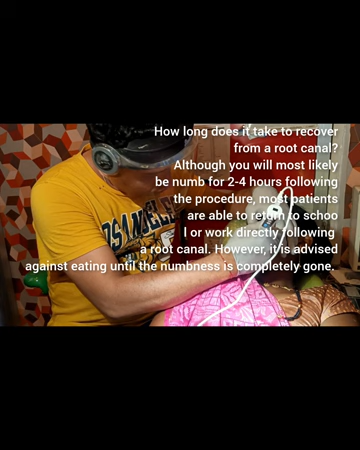 How long does it take to recover
from a root canal?
Although you will most likely
be numb for 2-4 hours following
the procedure, most patients
are able to return to schoo
l or work directly following
a root canal. However, it is advised
against eating until the numbness is completely gone.
LOS ANGELES